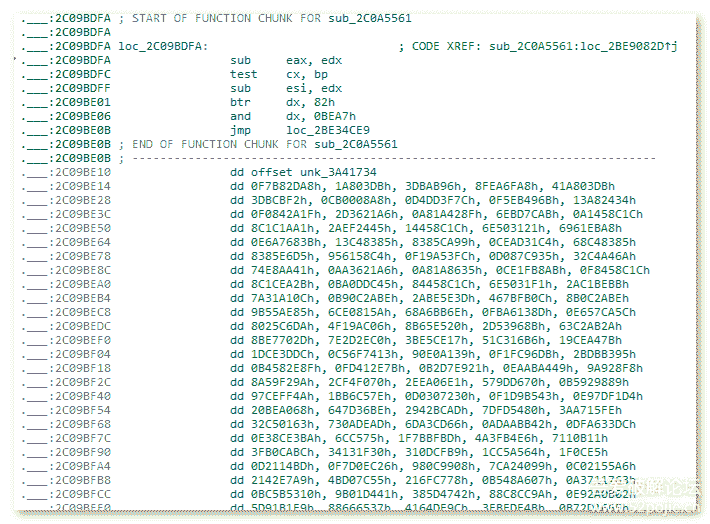 .___:2C09BDFA ; START OF FUNCTION CHUNK FOR sub_2C0A5561
.___:2C09BDFA
.___:2C09BDFA loc_2C09BDFA: ; CODE XREF: sub_2C0A5561:loc_2BE9082D↑j
.___:2C09BDFA sub eax, edx
.___:2C09BDFC test cx, bp
.___:2C09BDFF sub esi, edx
.___:2C09BE01 btr dx, 82h
.___:2C09BE06 and dx, 0BEA7h
.___:2C09BE0B jmp loc_2BE34CE9
.___:2C09BE0B ; END OF FUNCTION CHUNK FOR sub_2C0A5561
.___:2C09BE0B ; ---------------------------------------------------------------------------
.___:2C09BE10 dd offset unk_3A41734
.___:2C09BE14 dd 0F7B82DA8h, 1A803DBh, 3DBAB96h, 8FEA6FA8h, 41A803DBh
.___:2C09BE28 dd 3DBCBF2h, 0CB0008A8h, 0D4DD3F7Ch, 0F5EB496Bh, 13A82434h
.___:2C09BE3C dd 0F0842A1Fh, 2D3621A6h, 0A81A428Fh, 6EBD7CABh, 0A1458C1Ch
.___:2C09BE50 dd 8C1C1AA1h, 2AEF2445h, 14458C1Ch, 6E503121h, 6961EBA8h
.___:2C09BE64 dd 0E6A7683Bh, 13C48385h, 8385CA99h, 0CEAD31C4h, 68C48385h
.___:2C09BE78 dd 8385E6D5h, 956158C4h, 0F19A53FCh, 0D087C935h, 32C4A46Ah
.___:2C09BE8C dd 74E8AA41h, 0AA3621A6h, 0A81A8635h, 0CE1FB8ABh, 0F8458C1Ch
.___:2C09BEA0 dd 8C1CEA2Bh, 0BA0DDC45h, 84458C1Ch, 6E5031F1h, 2AC1BEBBh
.___:2C09BEB4 dd 7A31A10Ch, 0B90C2ABEh, 2ABE5E3Dh, 467BFB0Ch, 8B0C2ABEh
.___:2C09BEC8 dd 9B55AE85h, 6CE0815Ah, 68A6BB6Eh, 0FBA6138Dh, 0E657CA5Ch
.___:2C09BEDC dd 8025C6DAh, 4F19AC06h, 8B65E520h, 2D53968Bh, 63C2AB2Ah
.___:2C09BEF0 dd 8BE7702Dh, 7E2D2EC0h, 3BE5CE17h, 51C316B6h, 19CEA47Bh
.___:2C09BF04 dd 1DCE3DDCh, 0C56F7413h, 90E0A139h, 0F1FC96DBh, 2BDBB395h
.___:2C09BF18 dd 0B4582E8Fh, 0FD412E7Bh, 0B2D7E921h, 0EAABA449h, 9A928F8h
.___:2C09BF2C dd 8A59F29Ah, 2CF4F070h, 2EEA06E1h, 579DD670h, 0B5929889h
.___:2C09BF40 dd 97CEFF4Ah, 1BB6C57Eh, 0D0307230h, 0F1D9B543h, 0E97DF1D4h
.___:2C09BF54 dd 20BEA068h, 647D36BEh, 2942BCADh, 7DFD5480h, 3AA715FEh
.___:2C09BF68 dd 32C50163h, 730ADEADh, 6DA3CD66h, 0ADAABB42h, 0DFA633DCh
.___:2C09BF7C dd 0E38CE3BAh, 6CC575h, 1F7BBFBDh, 4A3FB4E6h, 7110B11h
.___:2C09BF90 dd 3FB0CABCh, 34131F30h, 310DCFB9h, 1CC5A564h, 1F0CE5h
.___:2C09BFA4 dd 0D2114BDh, 0F7D0EC26h, 980C9908h, 7CA24099h, 0C02155A6h
.___:2C09BFB8 dd 2142E7A9h, 4BD07C55h, 216FC778h, 0B548A607h,
.___:2C09BFCC dd 0BC5B5310h, 9B01D441h, 385D4742h, 88C8CC9Ah,